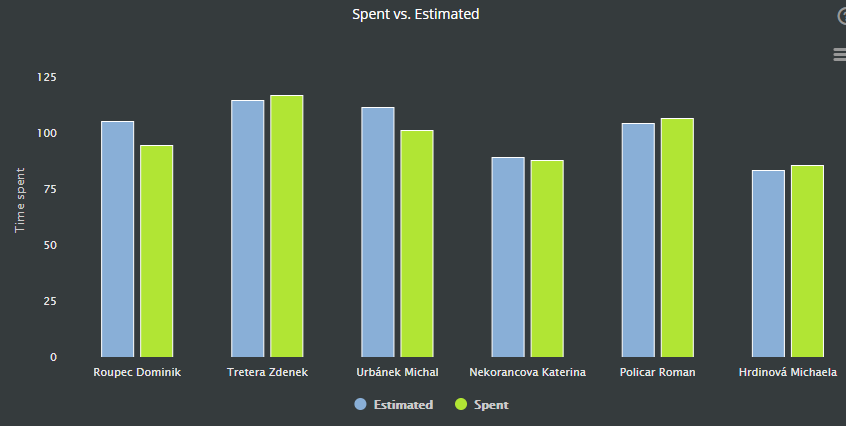 Spent vs. Estimated
Time spent
125
100
75
50
25
0
Roupec Dominik
Tretera Zdenek
Urbánek Michal
Nekorancova Katerina
Policar Roman
Hrdinová Michaela
Estimated
Spent